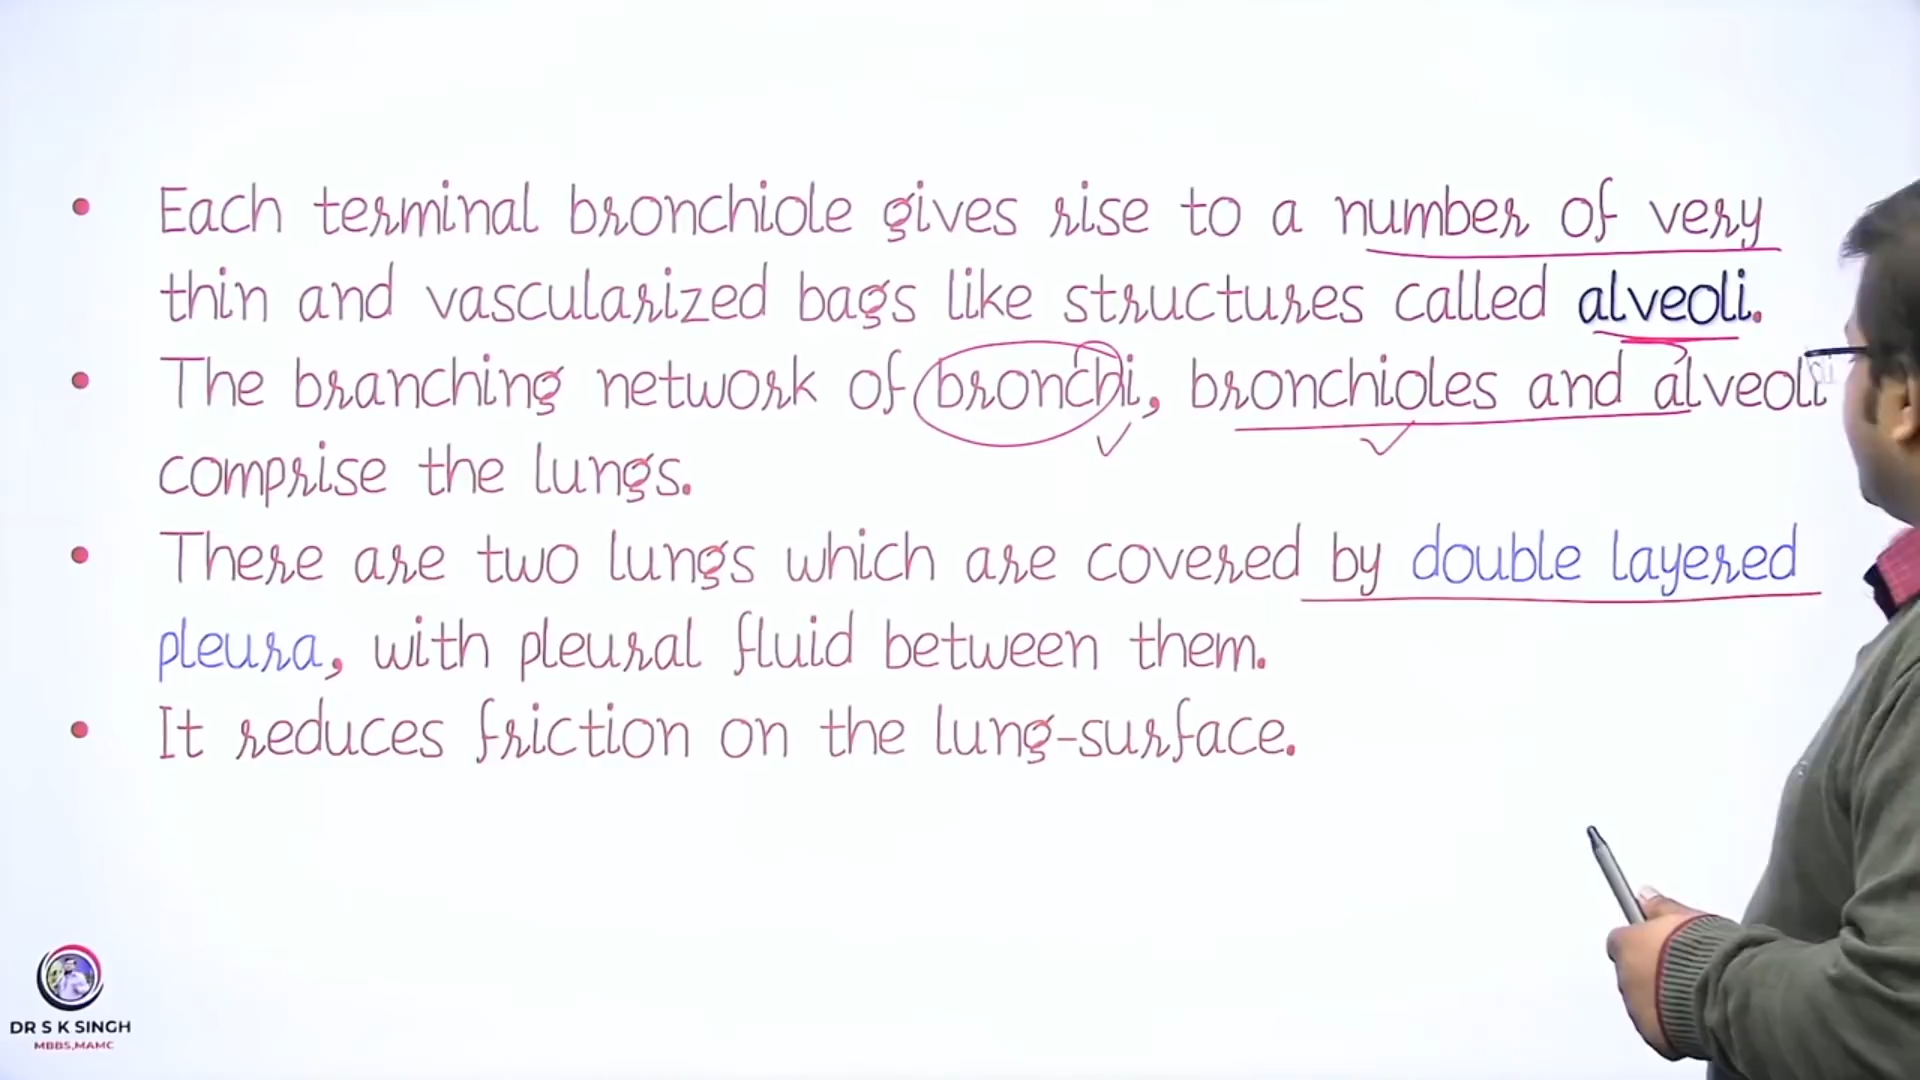 • Each terminal bronchiole gives rise to a number of very
thin and vascularized bags like structures called alveoli.
• The branching network of bronchi, bronchioles and alveoli
comprise the lungs.
• There are two lungs which are covered by double layered
pleura, with pleural fluid between them.
• It reduces friction on the lung-surface.
DR S K SINGH
MBBS,MAMC